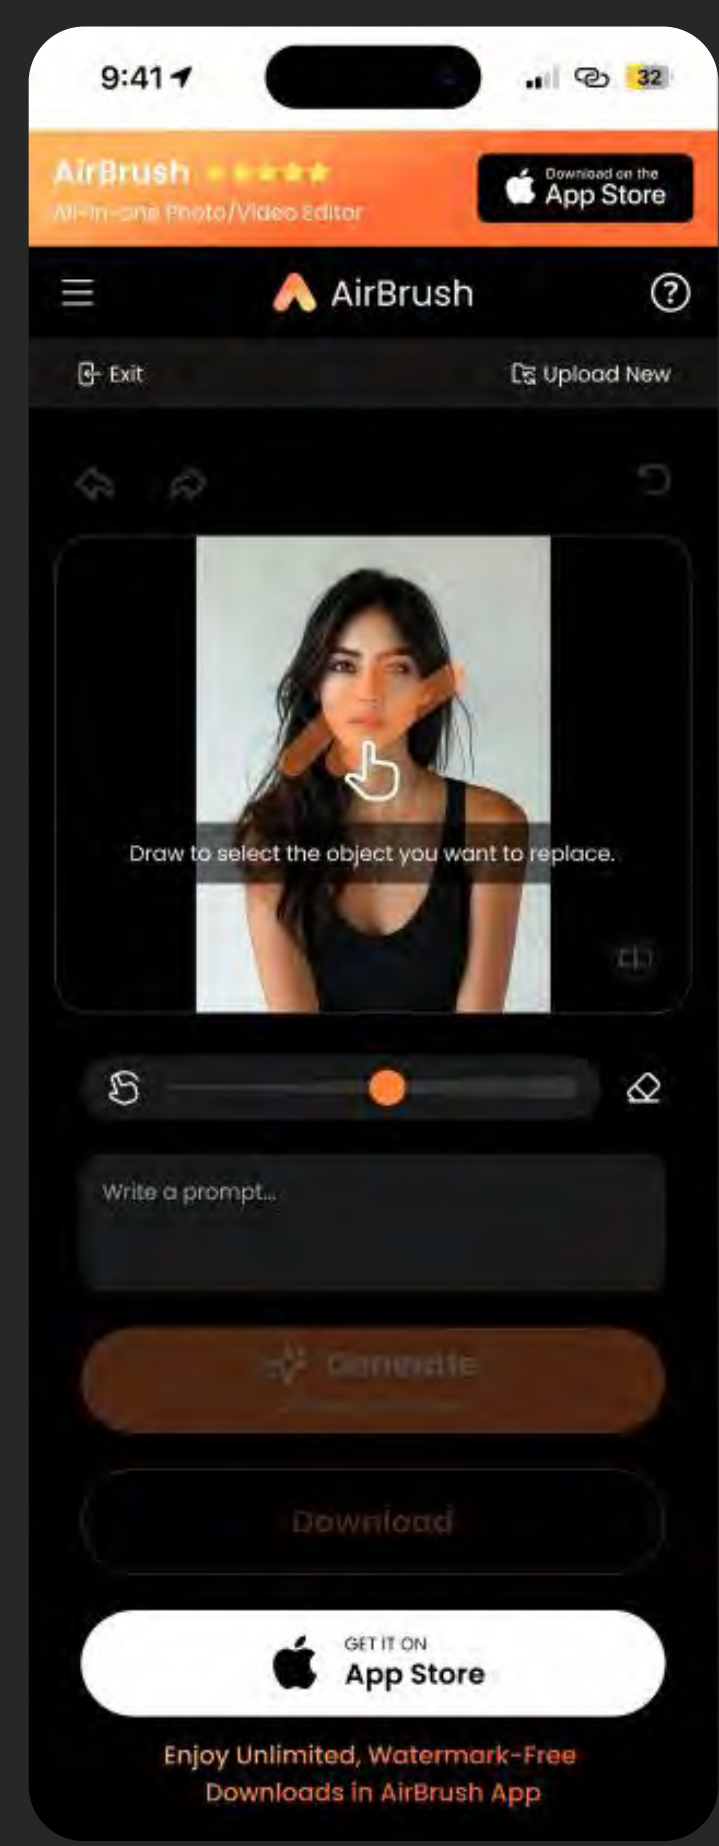 9:41
32
AirBrush
All-in-one Photo/Video Editor
Download on the
App Store
AirBrush
?
Exit
Upload New
Draw to select the object you want to replace.
Write a prompt...
Generate
Download
GET IT ON
App Store
Enjoy Unlimited, Watermark-Free
Downloads in AirBrush App